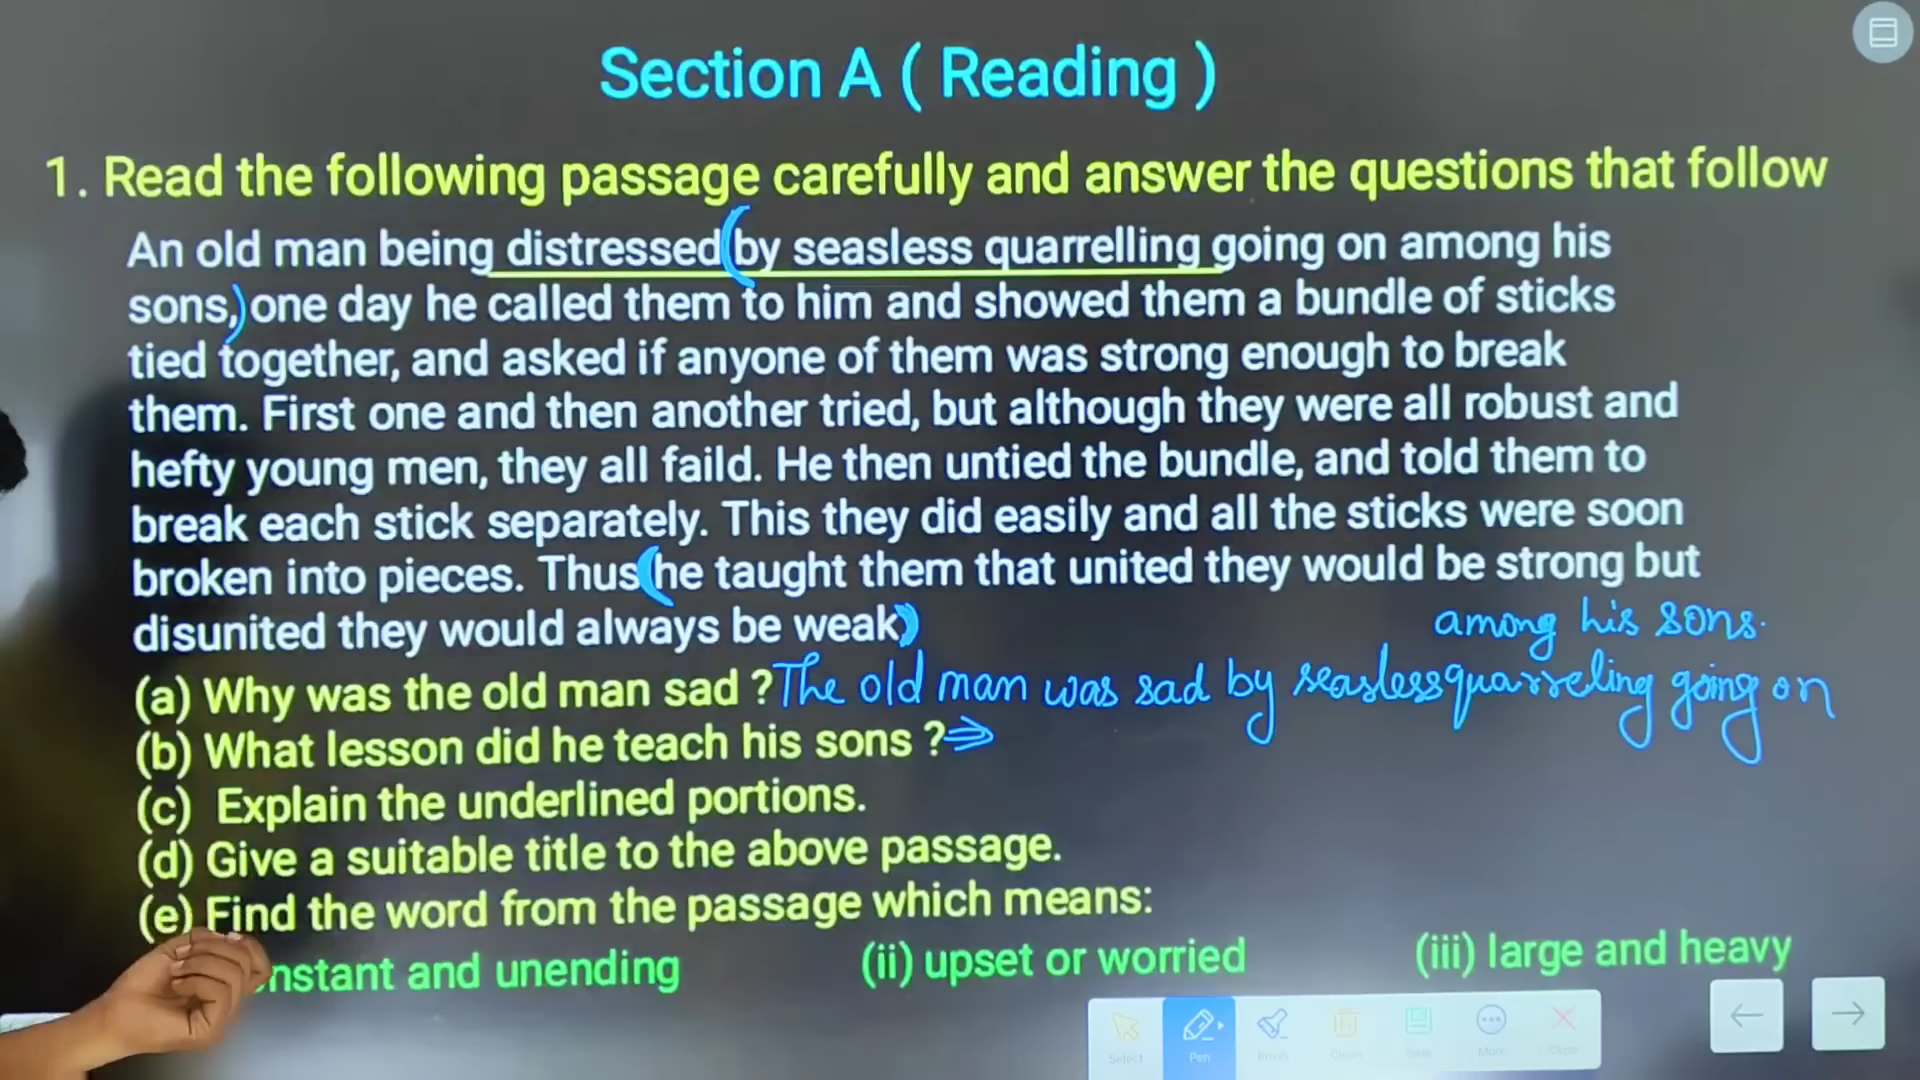 Section A ( Reading )
1. Read the following passage carefully and answer the questions that follow
An old man being distressed (by seasless quarrelling going on among his
sons,) one day he called them to him and showed them a bundle of sticks
tied together, and asked if anyone of them was strong enough to break
them. First one and then another tried, but although they were all robust and
hefty young men, they all faild. He then untied the bundle, and told them to
break each stick separately. This they did easily and all the sticks were soon
broken into pieces. Thus (he taught them that united they would be strong but
disunited they would always be weak)
among his sons.
(a) Why was the old man sad ? The old man was sad by seasless quarreling going on
(b) What lesson did he teach his sons ? ⇒
(c) Explain the underlined portions.
(d) Give a suitable title to the above passage.
(e) Find the word from the passage which means:
nstant and unending (ii) upset or worried (iii) large and heavy
Select Pen Brush Clean More Close